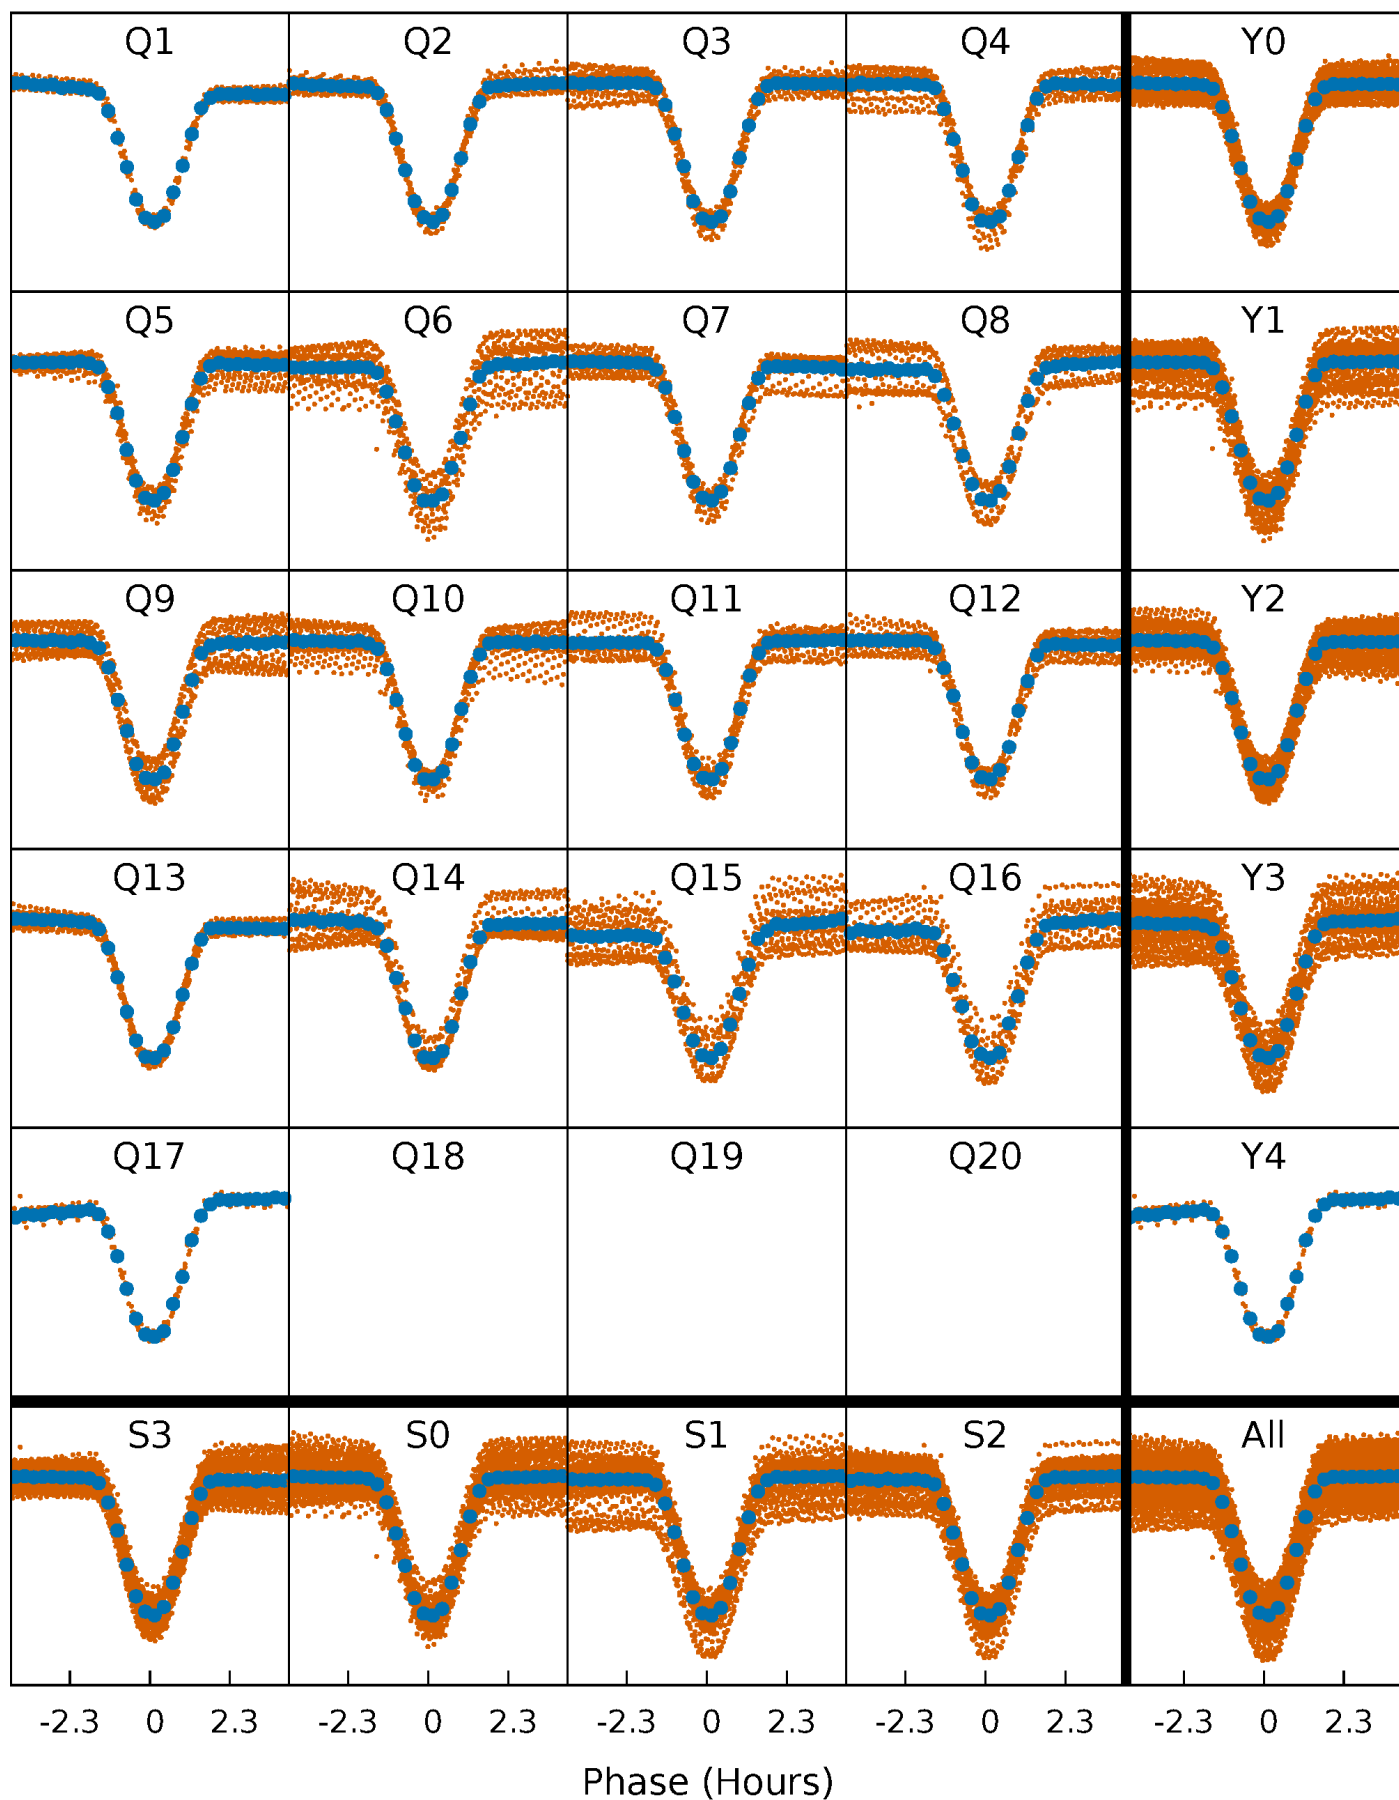 Q1 Q2 Q3 Q4 Y0
Q5 Q6 Q7 Q8 Y1
Q9 Q10 Q11 Q12 Y2
Q13 Q14 Q15 Q16 Y3
Q17 Q18 Q19 Q20 Y4
S3 S0 S1 S2 All
-2.3 0 2.3 -2.3 0 2.3 -2.3 0 2.3 -2.3 0 2.3 -2.3 0 2.3
Phase (Hours)